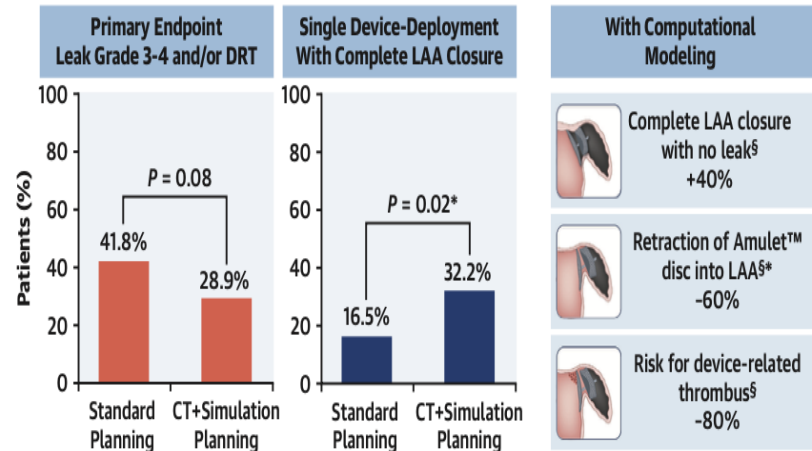 Primary Endpoint
Leak Grade 3-4 and/or DRT
Single Device-Deployment
With Complete LAA Closure
With Computational
Modeling
Patients (%)
100
80
60
40
20
0
P = 0.08
41.8%
28.9%
Standard
Planning
CT+Simulation
Planning
100
80
60
40
20
0
P = 0.02*
16.5%
32.2%
Standard
Planning
CT+Simulation
Planning
Complete LAA closure
with no leak§
+40%
Retraction of Amulet™
disc into LAA§*
-60%
Risk for device-related
thrombus§
-80%